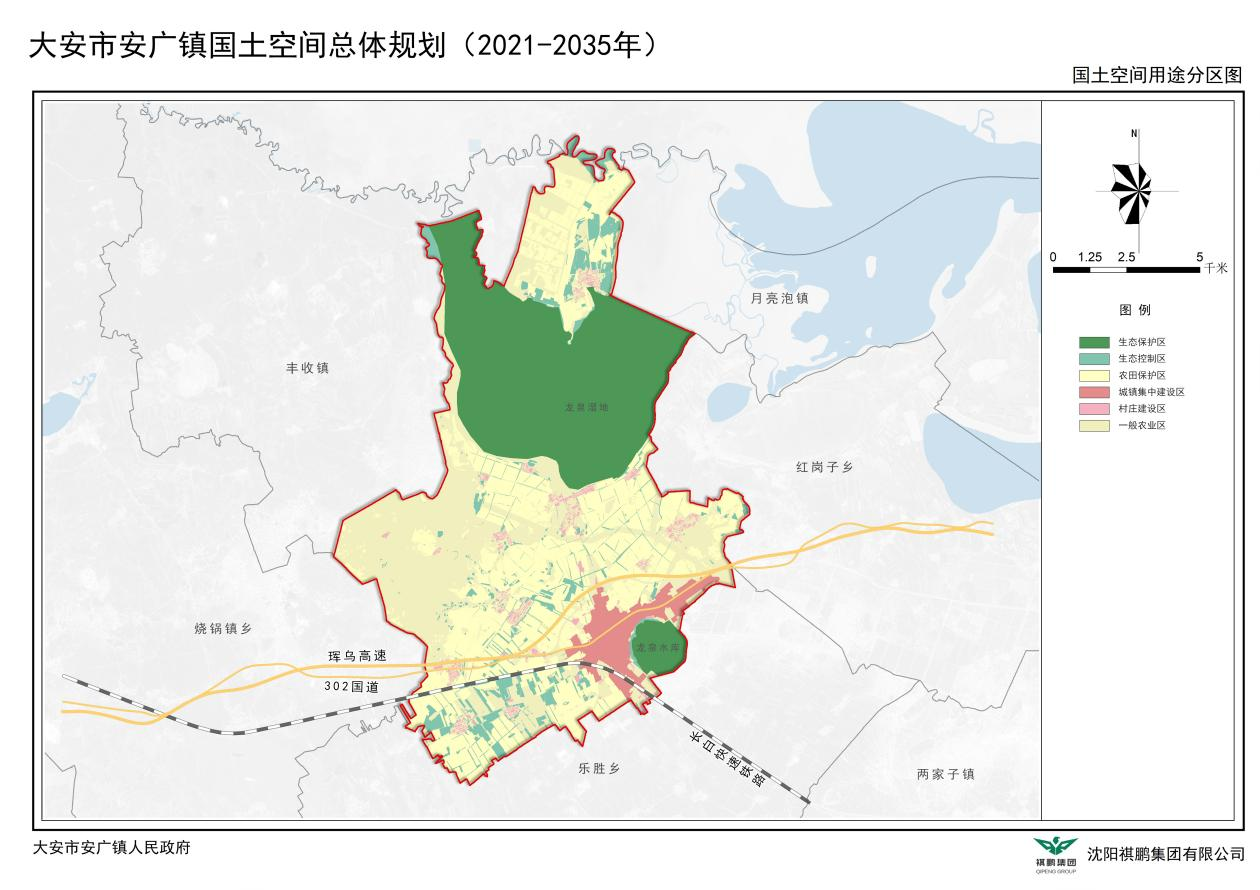 大安市安广镇国土空间总体规划（2021-2035年）
国土空间用途分区图
N
0 1.25 2.5 5 千米
图 例
生态保护区
生态控制区
农田保护区
城镇集中建设区
村庄建设区
一般农业区
月亮泡镇
丰收镇
龙泉湿地
红岗子乡
烧锅镇乡
龙泉水库
珲乌高速
302国道
长白快速铁路
乐胜乡
两家子镇
大安市安广镇人民政府
祺鹏集团
QIPENG GROUP
沈阳祺鹏集团有限公司